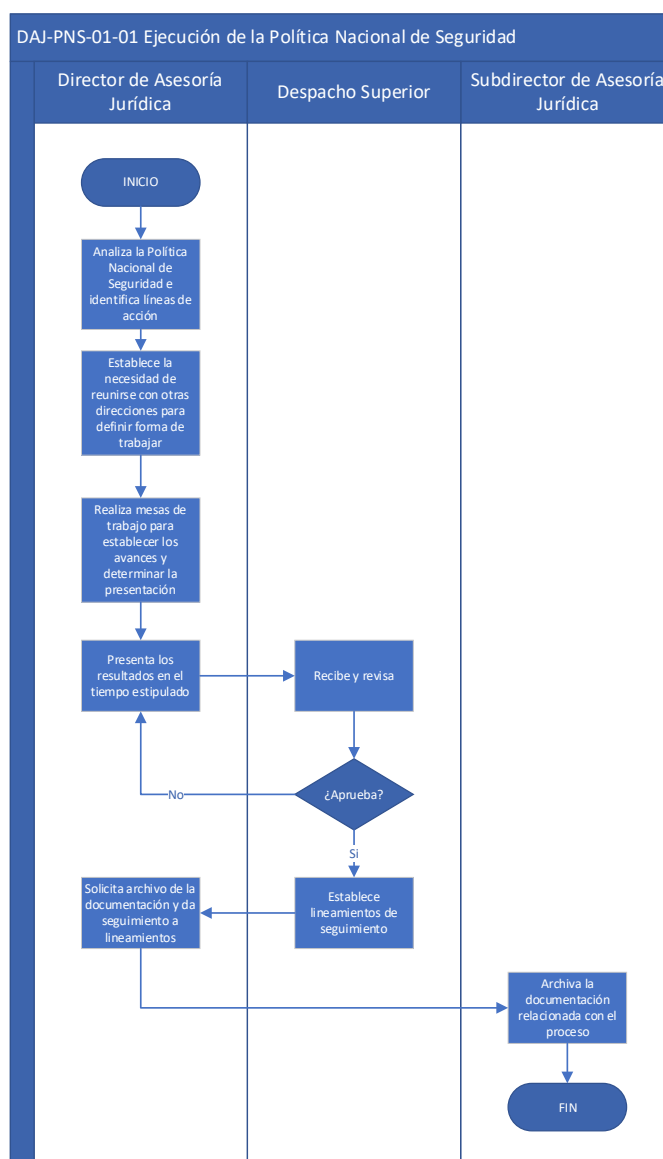 DAJ-PNS-01-01 Ejecución de la Política Nacional de Seguridad
Director de Asesoría
Jurídica
Despacho Superior
Subdirector de Asesoría
Jurídica
INICIO
Analiza la Política
Nacional de
Seguridad e
identifica líneas de
acción
Establece la
necesidad de
reunirse con otras
direcciones para
definir forma de
trabajar
Realiza mesas de
trabajo para
establecer los
avances y
determinar la
presentación
Presenta los
resultados en el
tiempo estipulado
Recibe y revisa
¿Aprueba?
No
Si
Establece
lineamientos de
seguimiento
Solicita archivo de la
documentación y da
seguimiento a
lineamientos
Archiva la
documentación
relacionada con el
proceso
FIN